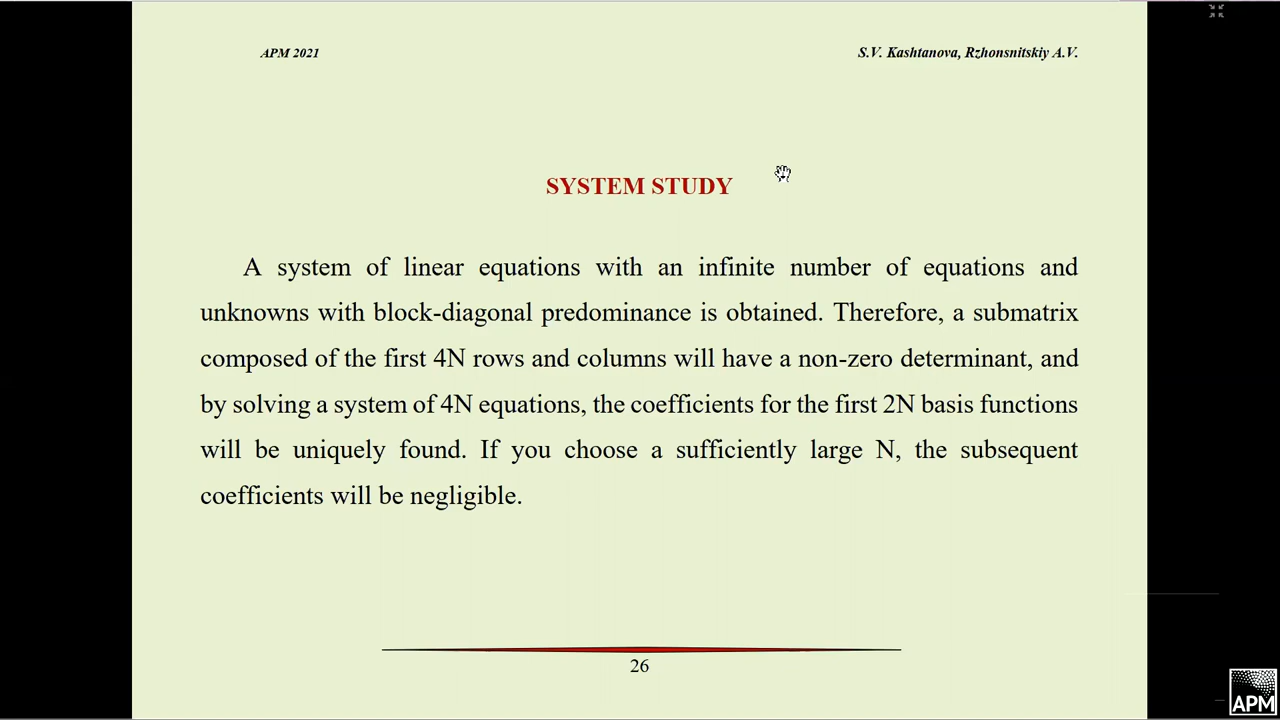 APM 2021
S.V. Kashtanova, Rzhonsnitskiy A.V.
SYSTEM STUDY
A system of linear equations with an infinite number of equations and
unknowns with block-diagonal predominance is obtained. Therefore, a submatrix
composed of the first 4N rows and columns will have a non-zero determinant, and
by solving a system of 4N equations, the coefficients for the first 2N basis functions
will be uniquely found. If you choose a sufficiently large N, the subsequent
coefficients will be negligible.
26
APM